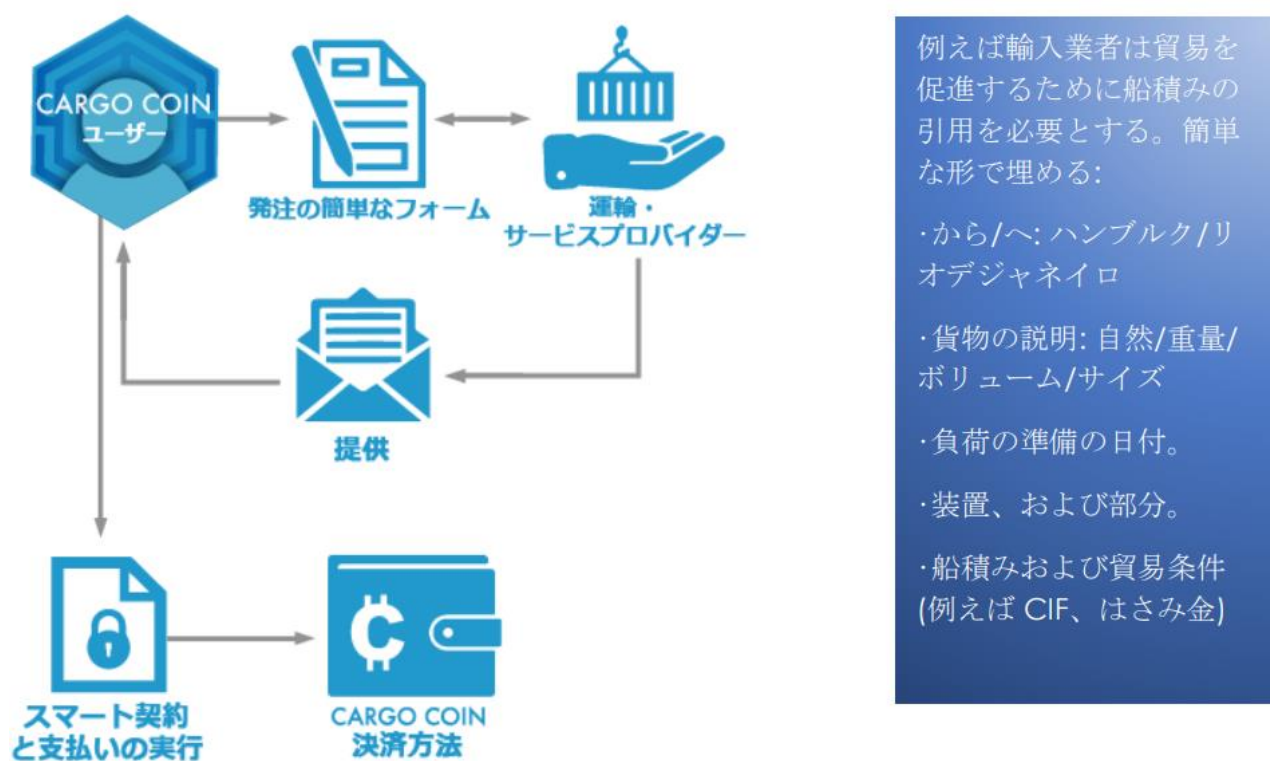 CARGO COIN
ユーザー
発注の簡単なフォーム
運輸・
サービスプロバイダー
提供
スマート契約
と支払いの実行
CARGO COIN
決済方法
例えば輸入業者は貿易を
促進するために船積みの
引用を必要とする。簡単
な形で埋める:
·から/へ: ハンブルク/リ
オデジャネイロ
·貨物の説明: 自然/重量/
ボリューム/サイズ
·負荷の準備の日付。
·装置、および部分。
·船積みおよび貿易条件
(例えば CIF、はさみ金)